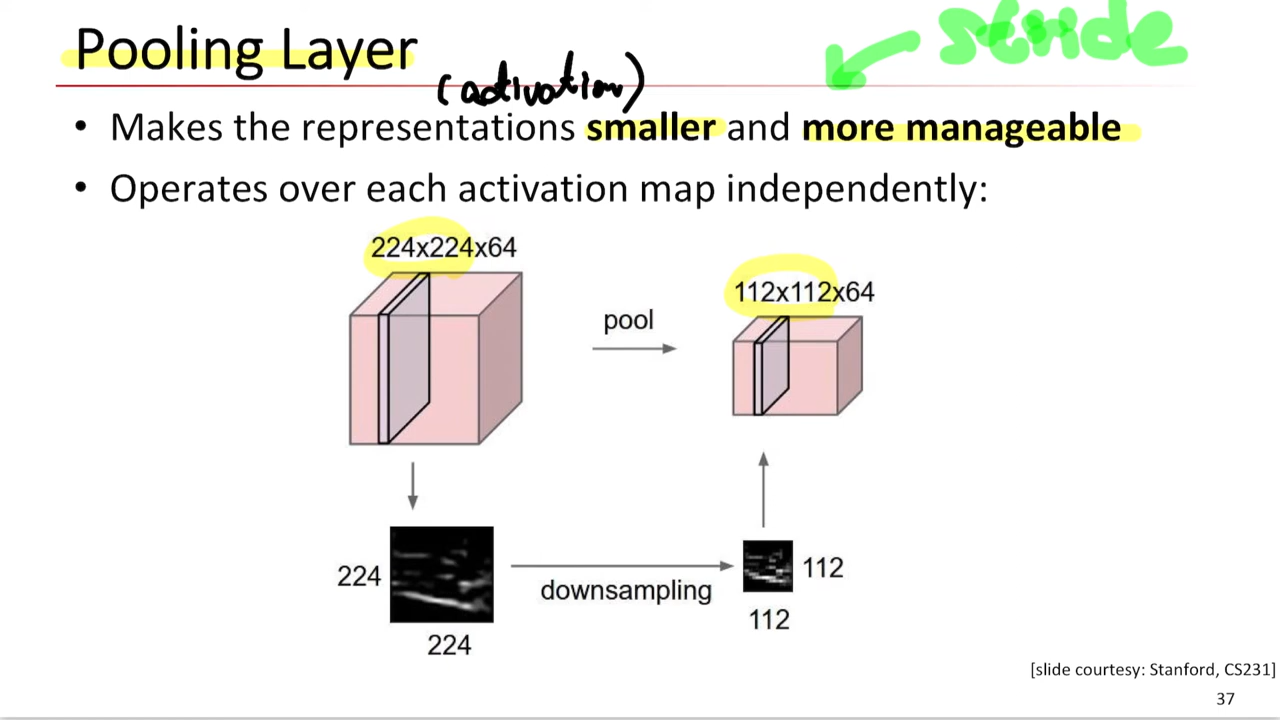 Pooling Layer
stride
(activation)
• Makes the representations smaller and more manageable
• Operates over each activation map independently:
224x224x64
112x112x64
pool
224
downsampling
112
112
224
[slide courtesy: Stanford, CS231]
37